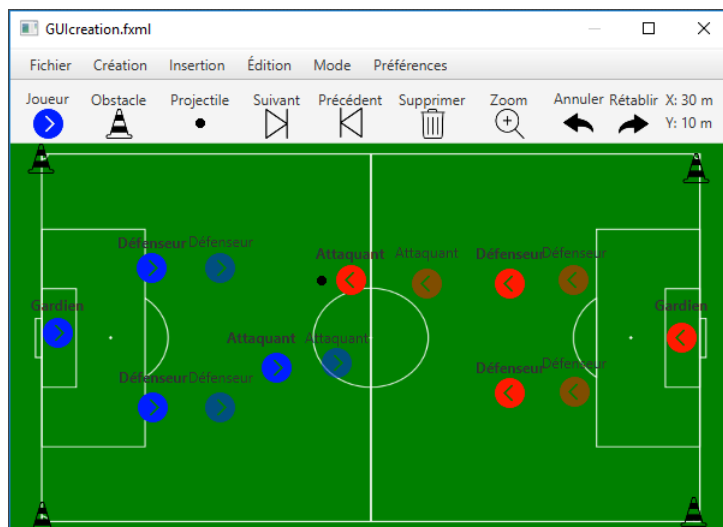 GUIcreation.fxml
Fichier Création Insertion Édition Mode Préférences
Joueur Obstacle Projectile Suivant Précédent Supprimer Zoom Annuler Rétablir X: 30 m
Y: 10 m
Défenseur Défenseur Attaquant Attaquant Défenseur Défenseur
Gardien Gardien
Attaquant Attaquant
Défenseur Défenseur Défenseur Défenseur